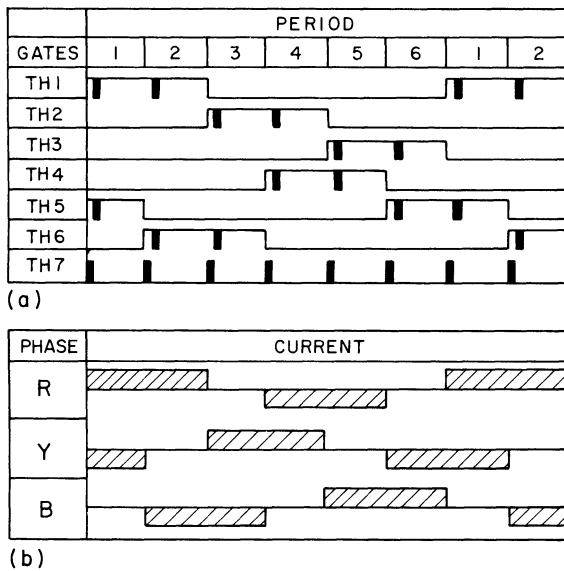 PERIOD
GATES 1 2 3 4 5 6 1 2
TH1
TH2
TH3
TH4
TH5
TH6
TH7
(a)
PHASE CURRENT
R
Y
B
(b)